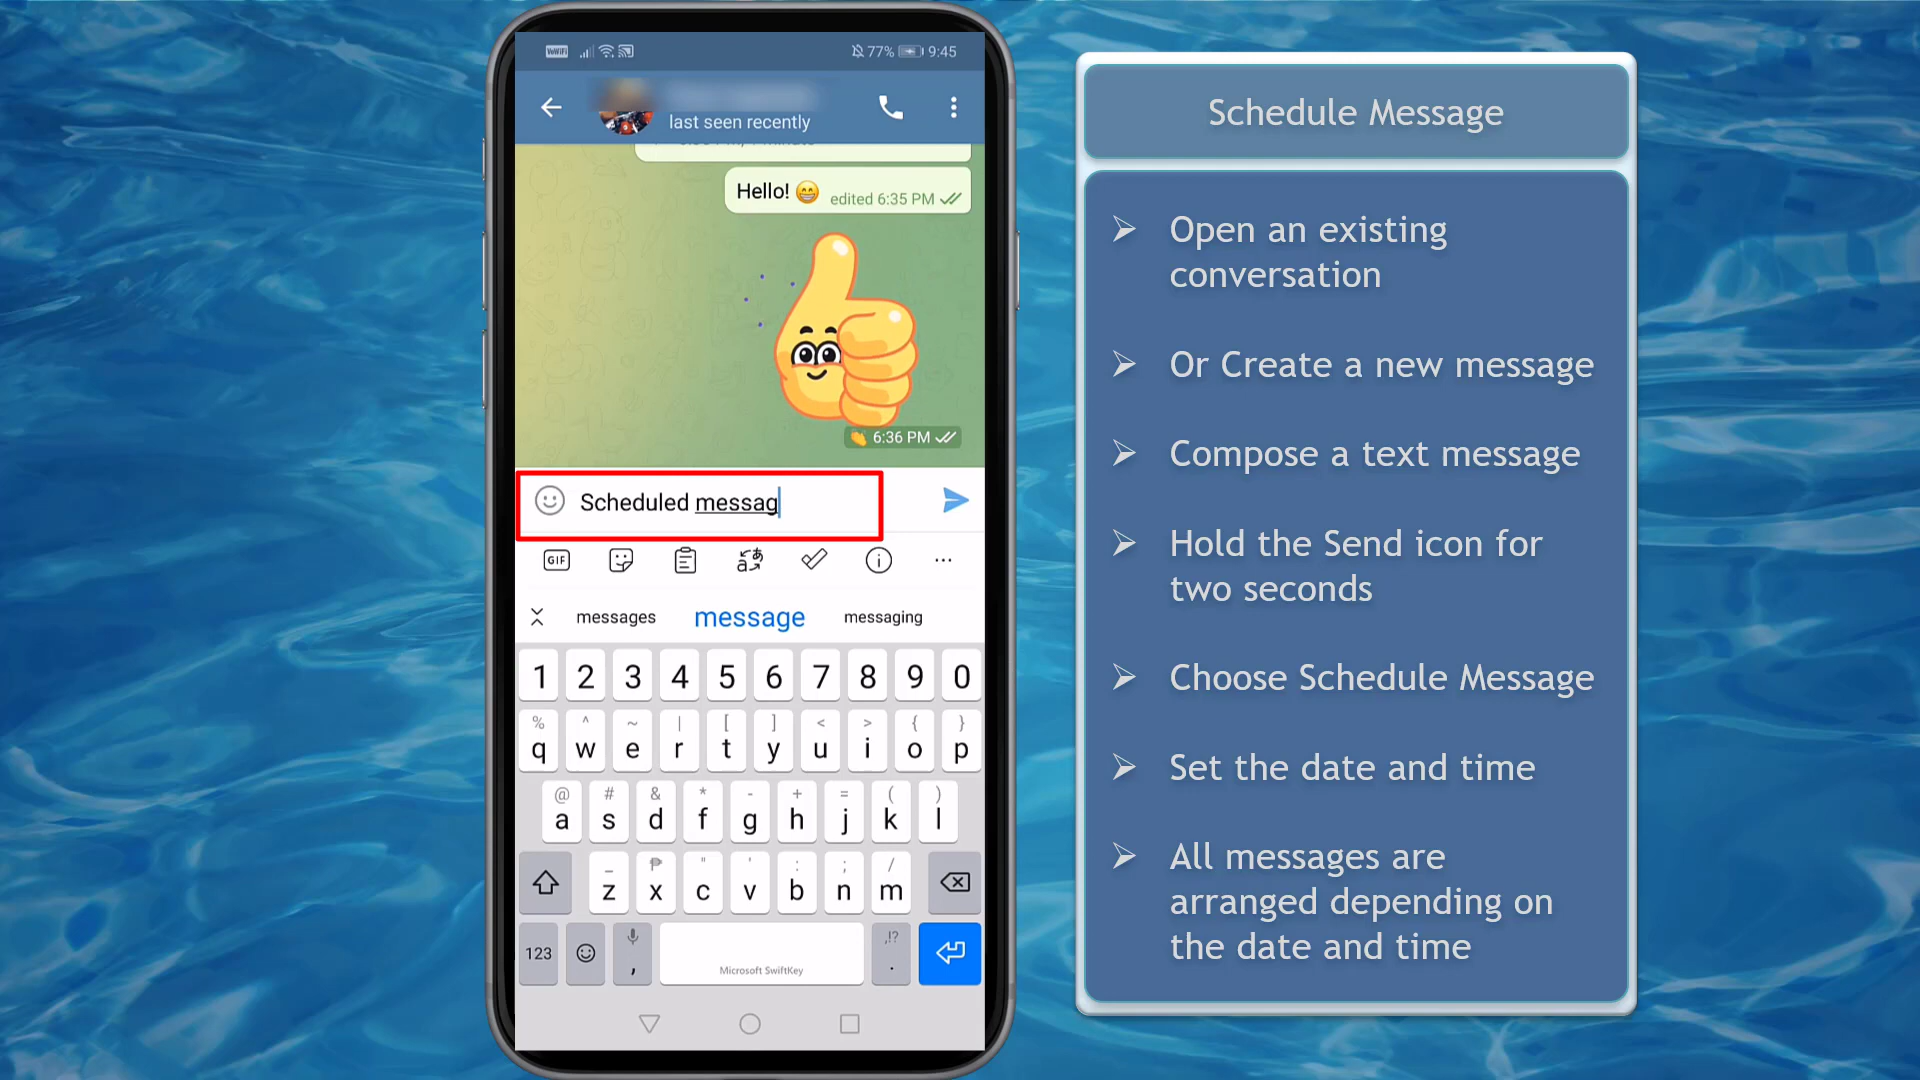 VoWiFi 77% 9:45
last seen recently
Hello! 😁 edited 6:35 PM
6:36 PM
Scheduled messag
GIF
messages message messaging
1 2 3 4 5 6 7 8 9 0
% ^ ~ | [ ] < > { }
q w e r t y u i o p
@ # & * - + = ( )
a s d f g h j k l
_ ₱ " ' : ; /
z x c v b n m
123 , Microsoft SwiftKey ,!? .
Schedule Message
Open an existing
conversation
Or Create a new message
Compose a text message
Hold the Send icon for
two seconds
Choose Schedule Message
Set the date and time
All messages are
arranged depending on
the date and time